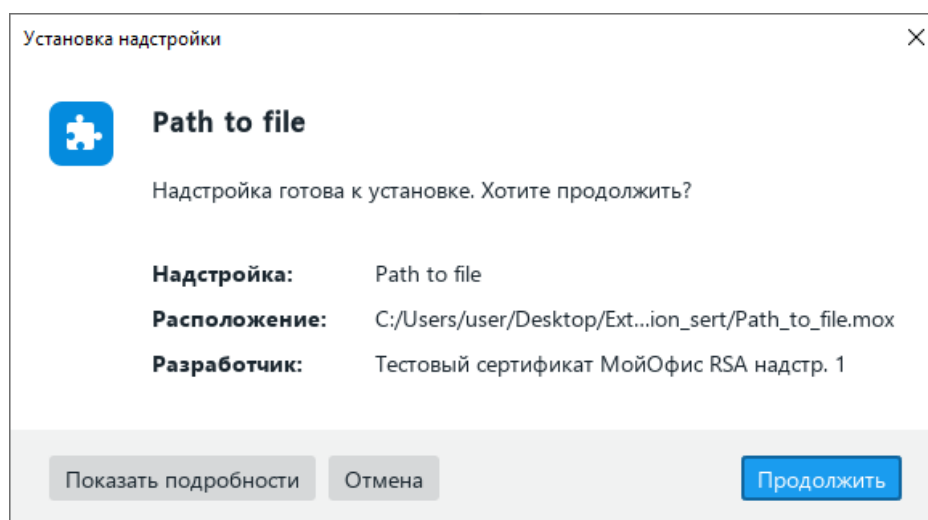 Установка надстройки
Path to file
Надстройка готова к установке. Хотите продолжить?
Надстройка: Path to file
Расположение: C:/Users/user/Desktop/Ext...ion_sert/Path_to_file.mox
Разработчик: Тестовый сертификат МойОфис RSA надстр. 1
Показать подробности Отмена Продолжить